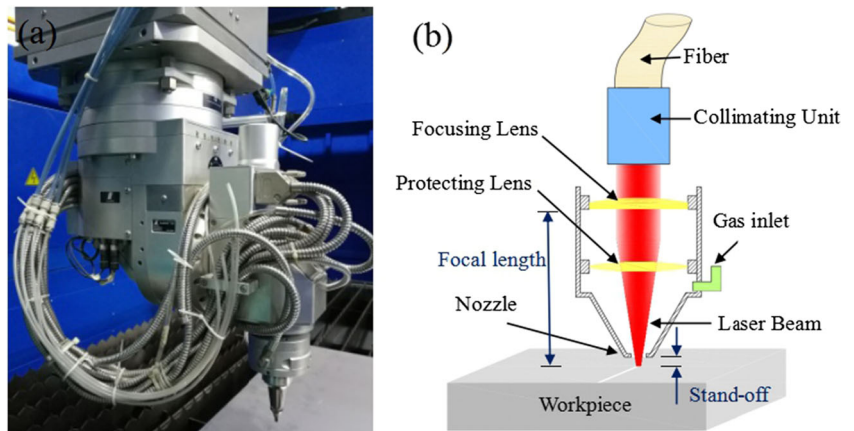 (a)
(b)
Fiber
Collimating Unit
Focusing Lens
Protecting Lens
Gas inlet
Focal length
Nozzle
Laser Beam
Stand-off
Workpiece